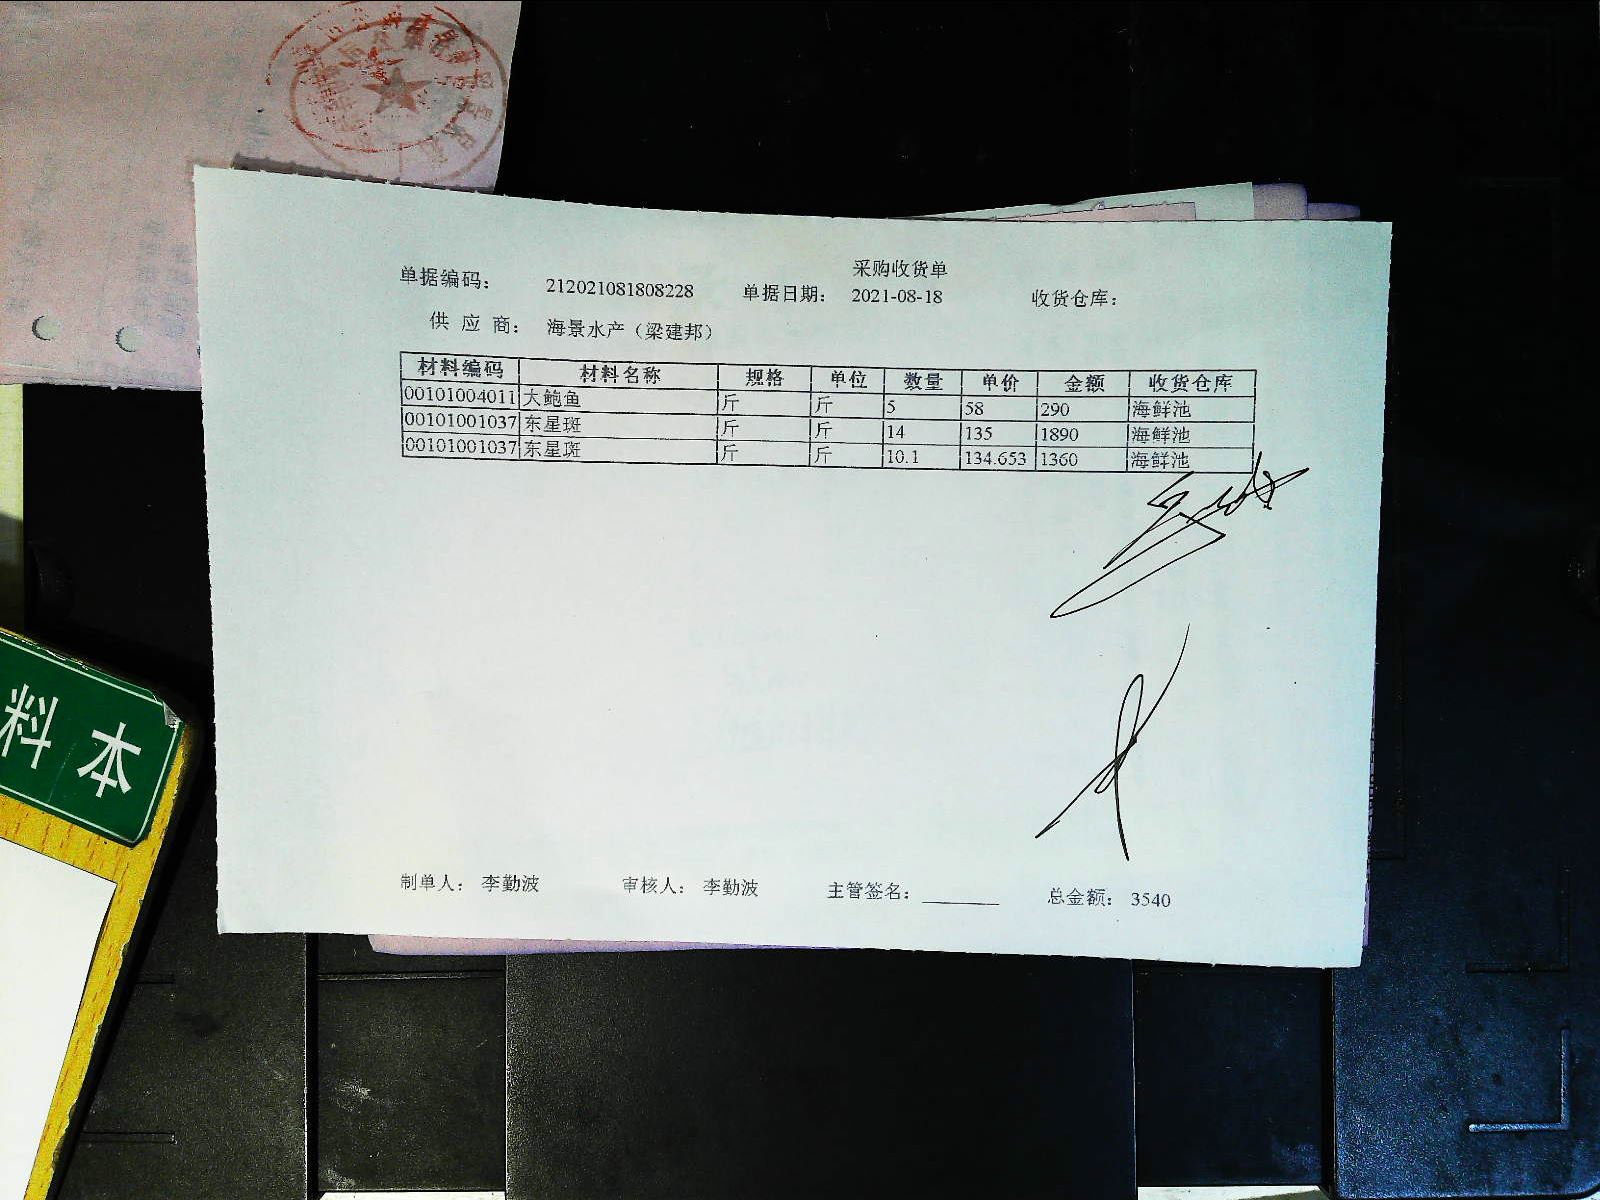 采购收货单
单据编码： 212021081808228 单据日期： 2021-08-18 收货仓库：
供 应 商： 海景水产（梁建邦）
材料编码 材料名称 规格 单位 数量 单价 金额 收货仓库
00101004011 大鲍鱼 斤 斤 5 58 290 海鲜池
00101001037 东星斑 斤 斤 14 135 1890 海鲜池
00101001037 东星斑 斤 斤 10.1 134.653 1360 海鲜池
制单人： 李勤波 审核人： 李勤波 主管签名： 总金额： 3540
料本